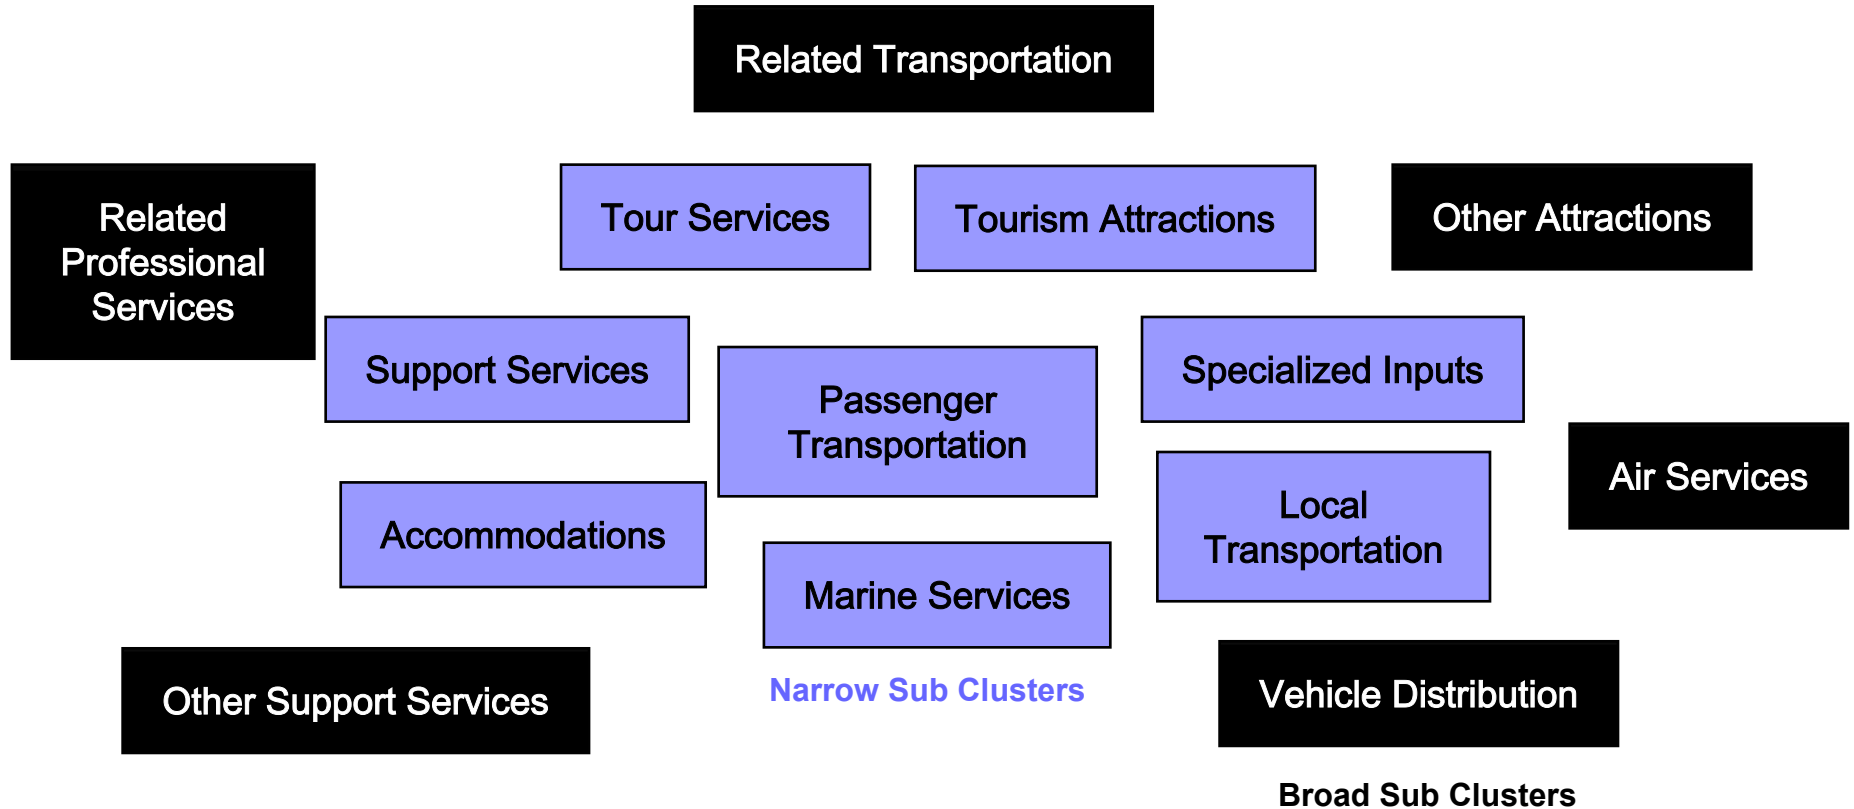 Related Transportation
Related
Professional
Services
Tour Services
Tourism Attractions
Other Attractions
Support Services
Passenger
Transportation
Specialized Inputs
Air Services
Accommodations
Local
Transportation
Marine Services
Other Support Services
Narrow Sub Clusters
Vehicle Distribution
Broad Sub Clusters